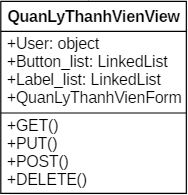 QuanLyThanhVienView
+User: object
+Button_list: LinkedList
+Label_list: LinkedList
+QuanLyThanhVienForm
+GET()
+PUT()
+POST()
+DELETE()